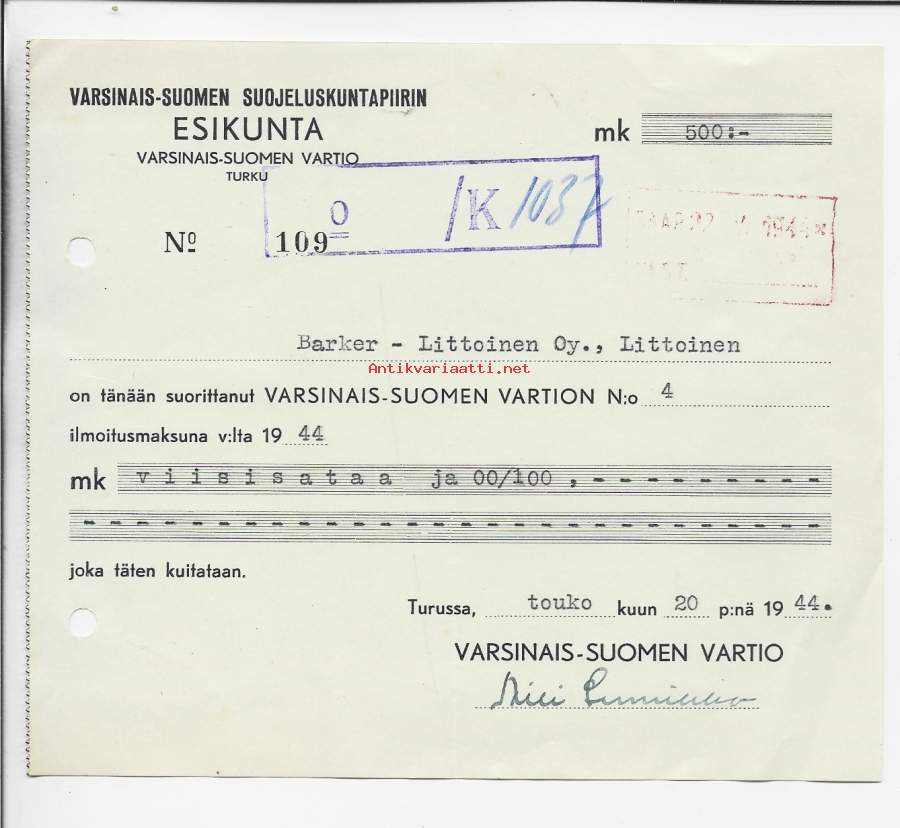 VARSINAIS-SUOMEN SUOJELUSKUNTAPIIRIN
ESIKUNTA
mk 500:-
VARSINAIS-SUOMEN VARTIO
TURKU
0 /K 1037
Nº 109
1944
Barker - Littoinen Oy., Littoinen
Antikvariaatti.net
on tänään suorittanut VARSINAIS-SUOMEN VARTION N:o 4
ilmoitusmaksuna v:lta 19 44
mk v i i s i s a t a a ja 00/100 , - - - - - - - - -
- - - - - - - - - - - - - - - - - - - - - - - - - - - -
joka täten kuitataan.
Turussa, touko kuun 20 p:nä 19 44.
VARSINAIS-SUOMEN VARTIO